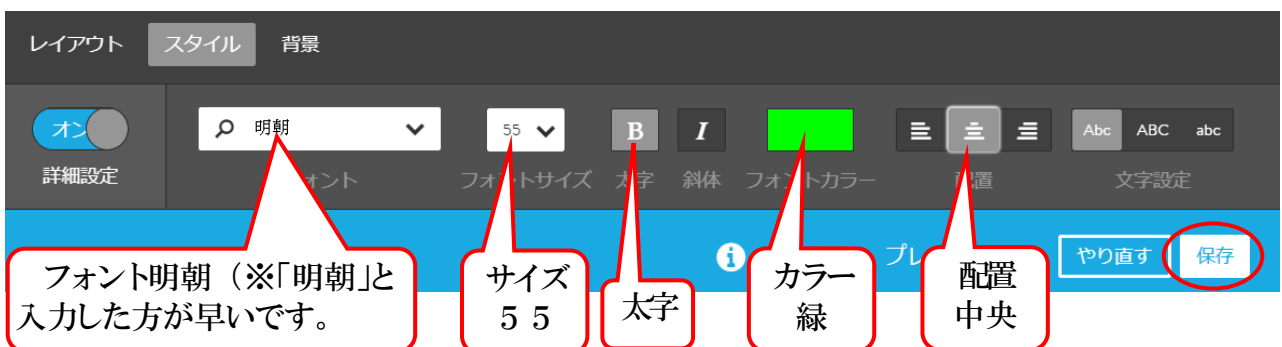 レイアウト スタイル 背景
オン 明朝 55 B I Abc ABC abc
詳細設定 フォントサイズ 太字 斜体 フォントカラー 配置 文字設定
やり直す 保存
フォント明朝（※「明朝」と
入力した方が早いです。
サイズ
５５
太字
カラー
緑
配置
中央